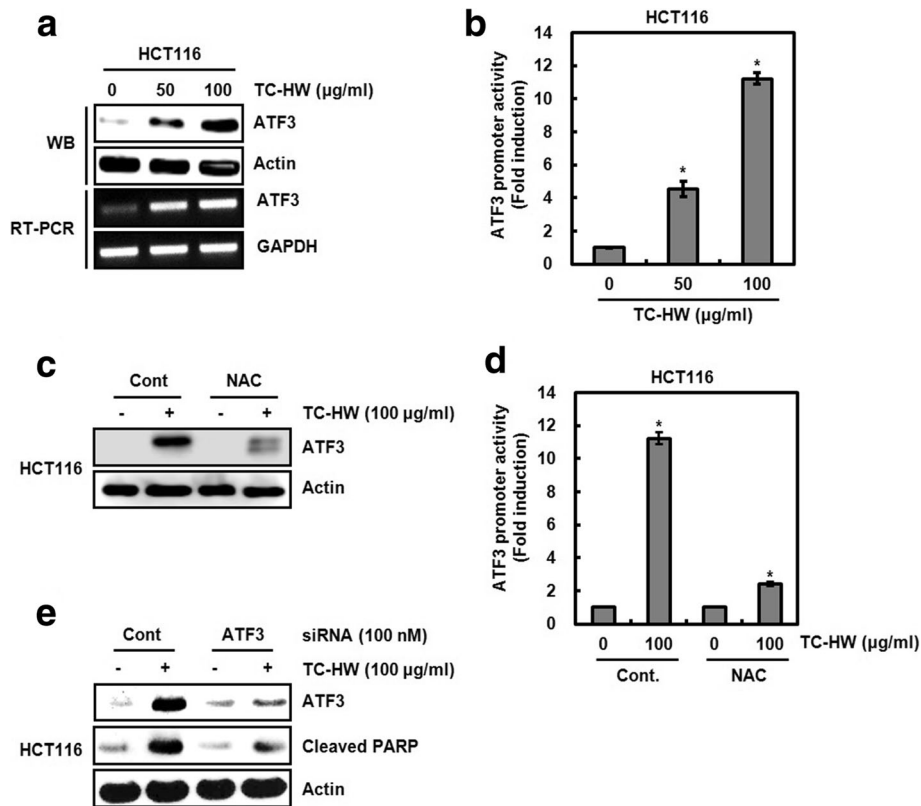 a
HCT116
0 50 100 TC-HW (µg/ml)
WB
ATF3
Actin
RT-PCR
ATF3
GAPDH
b
HCT116
ATF3 promoter activity
(Fold induction)
14
12
10
8
6
4
2
0
* *
0 50 100
TC-HW (µg/ml)
c
Cont NAC
- + - + TC-HW (100 µg/ml)
HCT116
ATF3
Actin
d
HCT116
ATF3 promoter activity
(Fold induction)
14
12
10
8
6
4
2
0
* *
0 100 0 100 TC-HW (µg/ml)
Cont. NAC
e
Cont ATF3 siRNA (100 nM)
- + - + TC-HW (100 µg/ml)
HCT116
ATF3
Cleaved PARP
Actin